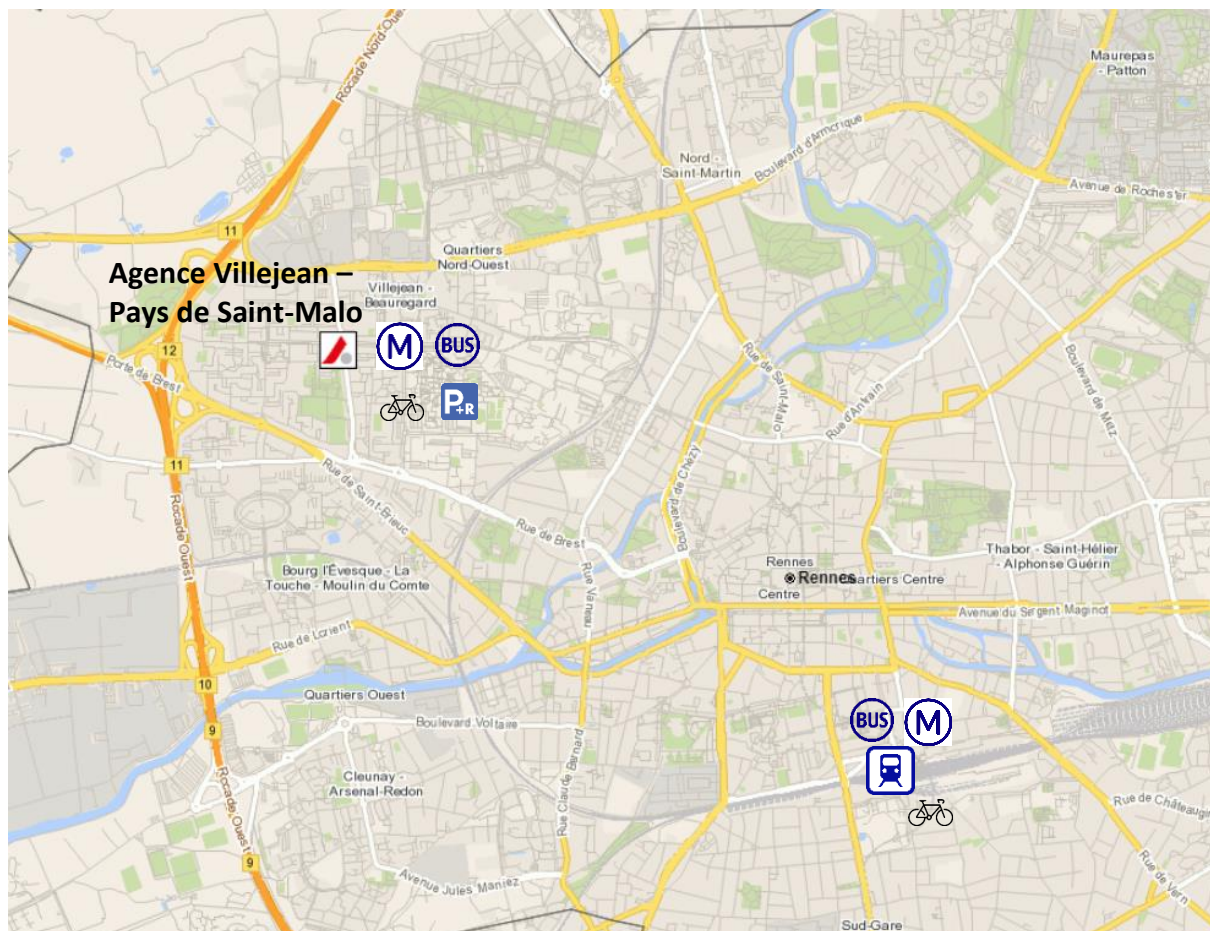 Rocade Nord-Ou
Maurepas
- Patton
Boulevard d'Armorique
Nord -
Saint-Martin
Avenue de Rochester
11
Quartiers
Nord-Ouest
Agence Villejean –
Pays de Saint-Malo
Villejean -
Beauregard
12
M
BUS
Porte de Brest
P+R
Rue de Saint-Malo
Boulevard de Metz
Rue d'Antrain
11
Rue de Saint-Brieuc
Boulevard de Chézy
Rocade Ouest
Rue de Brest
Bourg l'Évesque - La
Touche - Moulin du Comte
Rue Vaneau
Rennes
Centre
Rennes
uartiers Centre
Thabor - Saint-Hélier
- Alphonse Guérin
Avenue du Sergent Maginot
Rue de Lorient
10
Quartiers Ouest
9
Boulevard Voltaire
BUS
M
Cleunay -
Arsenal-Redon
Rocade Ouest
Rue Claude Bernard
Rue de Châteaugir
9
Avenue Jules Maniez
Rue de Vern
Sud-Gare